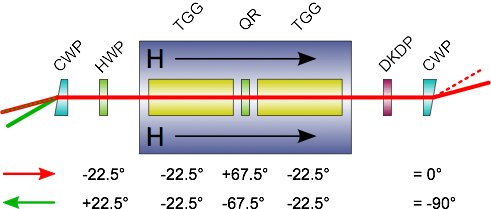 CWP HWP TGG QR TGG DKDP CWP
H
H
-22.5° -22.5° +67.5° -22.5° = 0°
+22.5° -22.5° -67.5° -22.5° = -90°